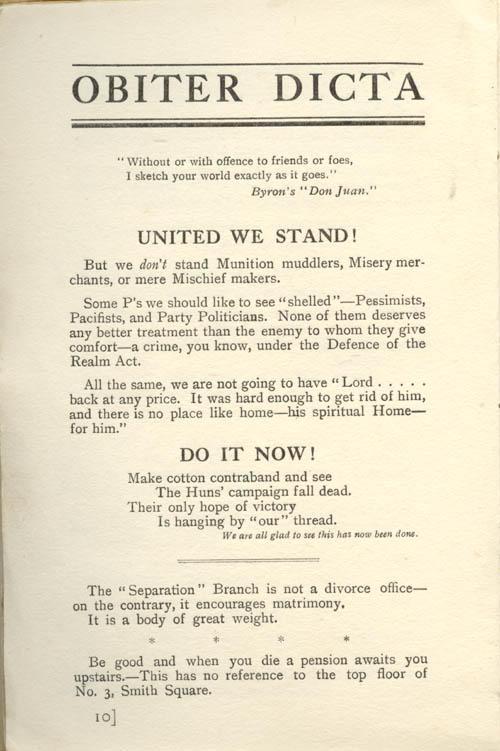 OBITER DICTA
"Without or with offence to friends or foes,
I sketch your world exactly as it goes."
Byron's "Don Juan."
UNITED WE STAND!
But we don't stand Munition muddlers, Misery mer-
chants, or mere Mischief makers.
Some P's we should like to see "shelled"—Pessimists,
Pacifists, and Party Politicians. None of them deserves
any better treatment than the enemy to whom they give
comfort—a crime, you know, under the Defence of the
Realm Act.
All the same, we are not going to have "Lord . . . . .
back at any price. It was hard enough to get rid of him,
and there is no place like home—his spiritual Home—
for him."
DO IT NOW!
Make cotton contraband and see
The Huns' campaign fall dead.
Their only hope of victory
Is hanging by "our" thread.
We are all glad to see this has now been done.
The "Separation" Branch is not a divorce office—
on the contrary, it encourages matrimony.
It is a body of great weight.
* * * *
Be good and when you die a pension awaits you
upstairs.—This has no reference to the top floor of
No. 3, Smith Square.
10]